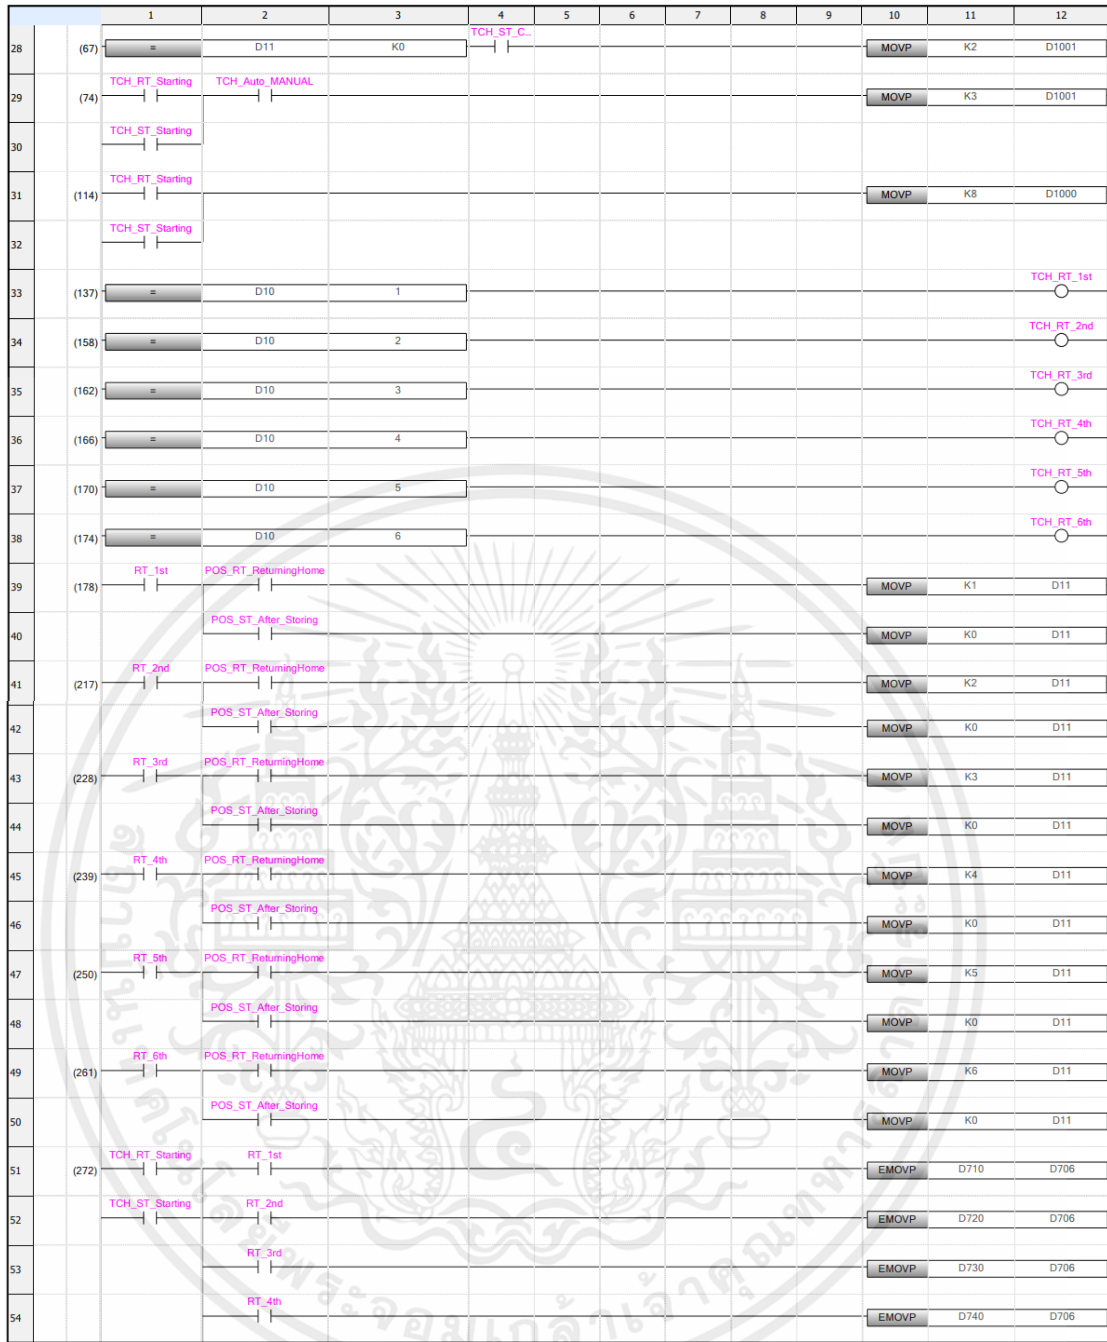 1 2 3 4 5 6 7 8 9 10 11 12
TCH_ST_C...
28 (67) = D11 K0 MOVP K2 D1001
TCH_RT_Starting TCH_Auto_MANUAL
29 (74) MOVP K3 D1001
TCH_ST_Starting
30
TCH_RT_Starting
31 (114) MOVP K8 D1000
TCH_ST_Starting
32
TCH_RT_1st
33 (137) = D10 1
TCH_RT_2nd
34 (158) = D10 2
TCH_RT_3rd
35 (162) = D10 3
TCH_RT_4th
36 (166) = D10 4
TCH_RT_5th
37 (170) = D10 5
TCH_RT_6th
38 (174) = D10 6
RT_1st POS_RT_ReturningHome
39 (178) MOVP K1 D11
POS_ST_After_Storing
40 MOVP K0 D11
RT_2nd POS_RT_ReturningHome
41 (217) MOVP K2 D11
POS_ST_After_Storing
42 MOVP K0 D11
RT_3rd POS_RT_ReturningHome
43 (228) MOVP K3 D11
POS_ST_After_Storing
44 MOVP K0 D11
RT_4th POS_RT_ReturningHome
45 (239) MOVP K4 D11
POS_ST_After_Storing
46 MOVP K0 D11
RT_5th POS_RT_ReturningHome
47 (250) MOVP K5 D11
POS_ST_After_Storing
48 MOVP K0 D11
RT_6th POS_RT_ReturningHome
49 (261) MOVP K6 D11
POS_ST_After_Storing
50 MOVP K0 D11
TCH_RT_Starting RT_1st
51 (272) EMOVP D710 D706
TCH_ST_Starting RT_2nd
52 EMOVP D720 D706
RT_3rd
53 EMOVP D730 D706
RT_4th
54 EMOVP D740 D706